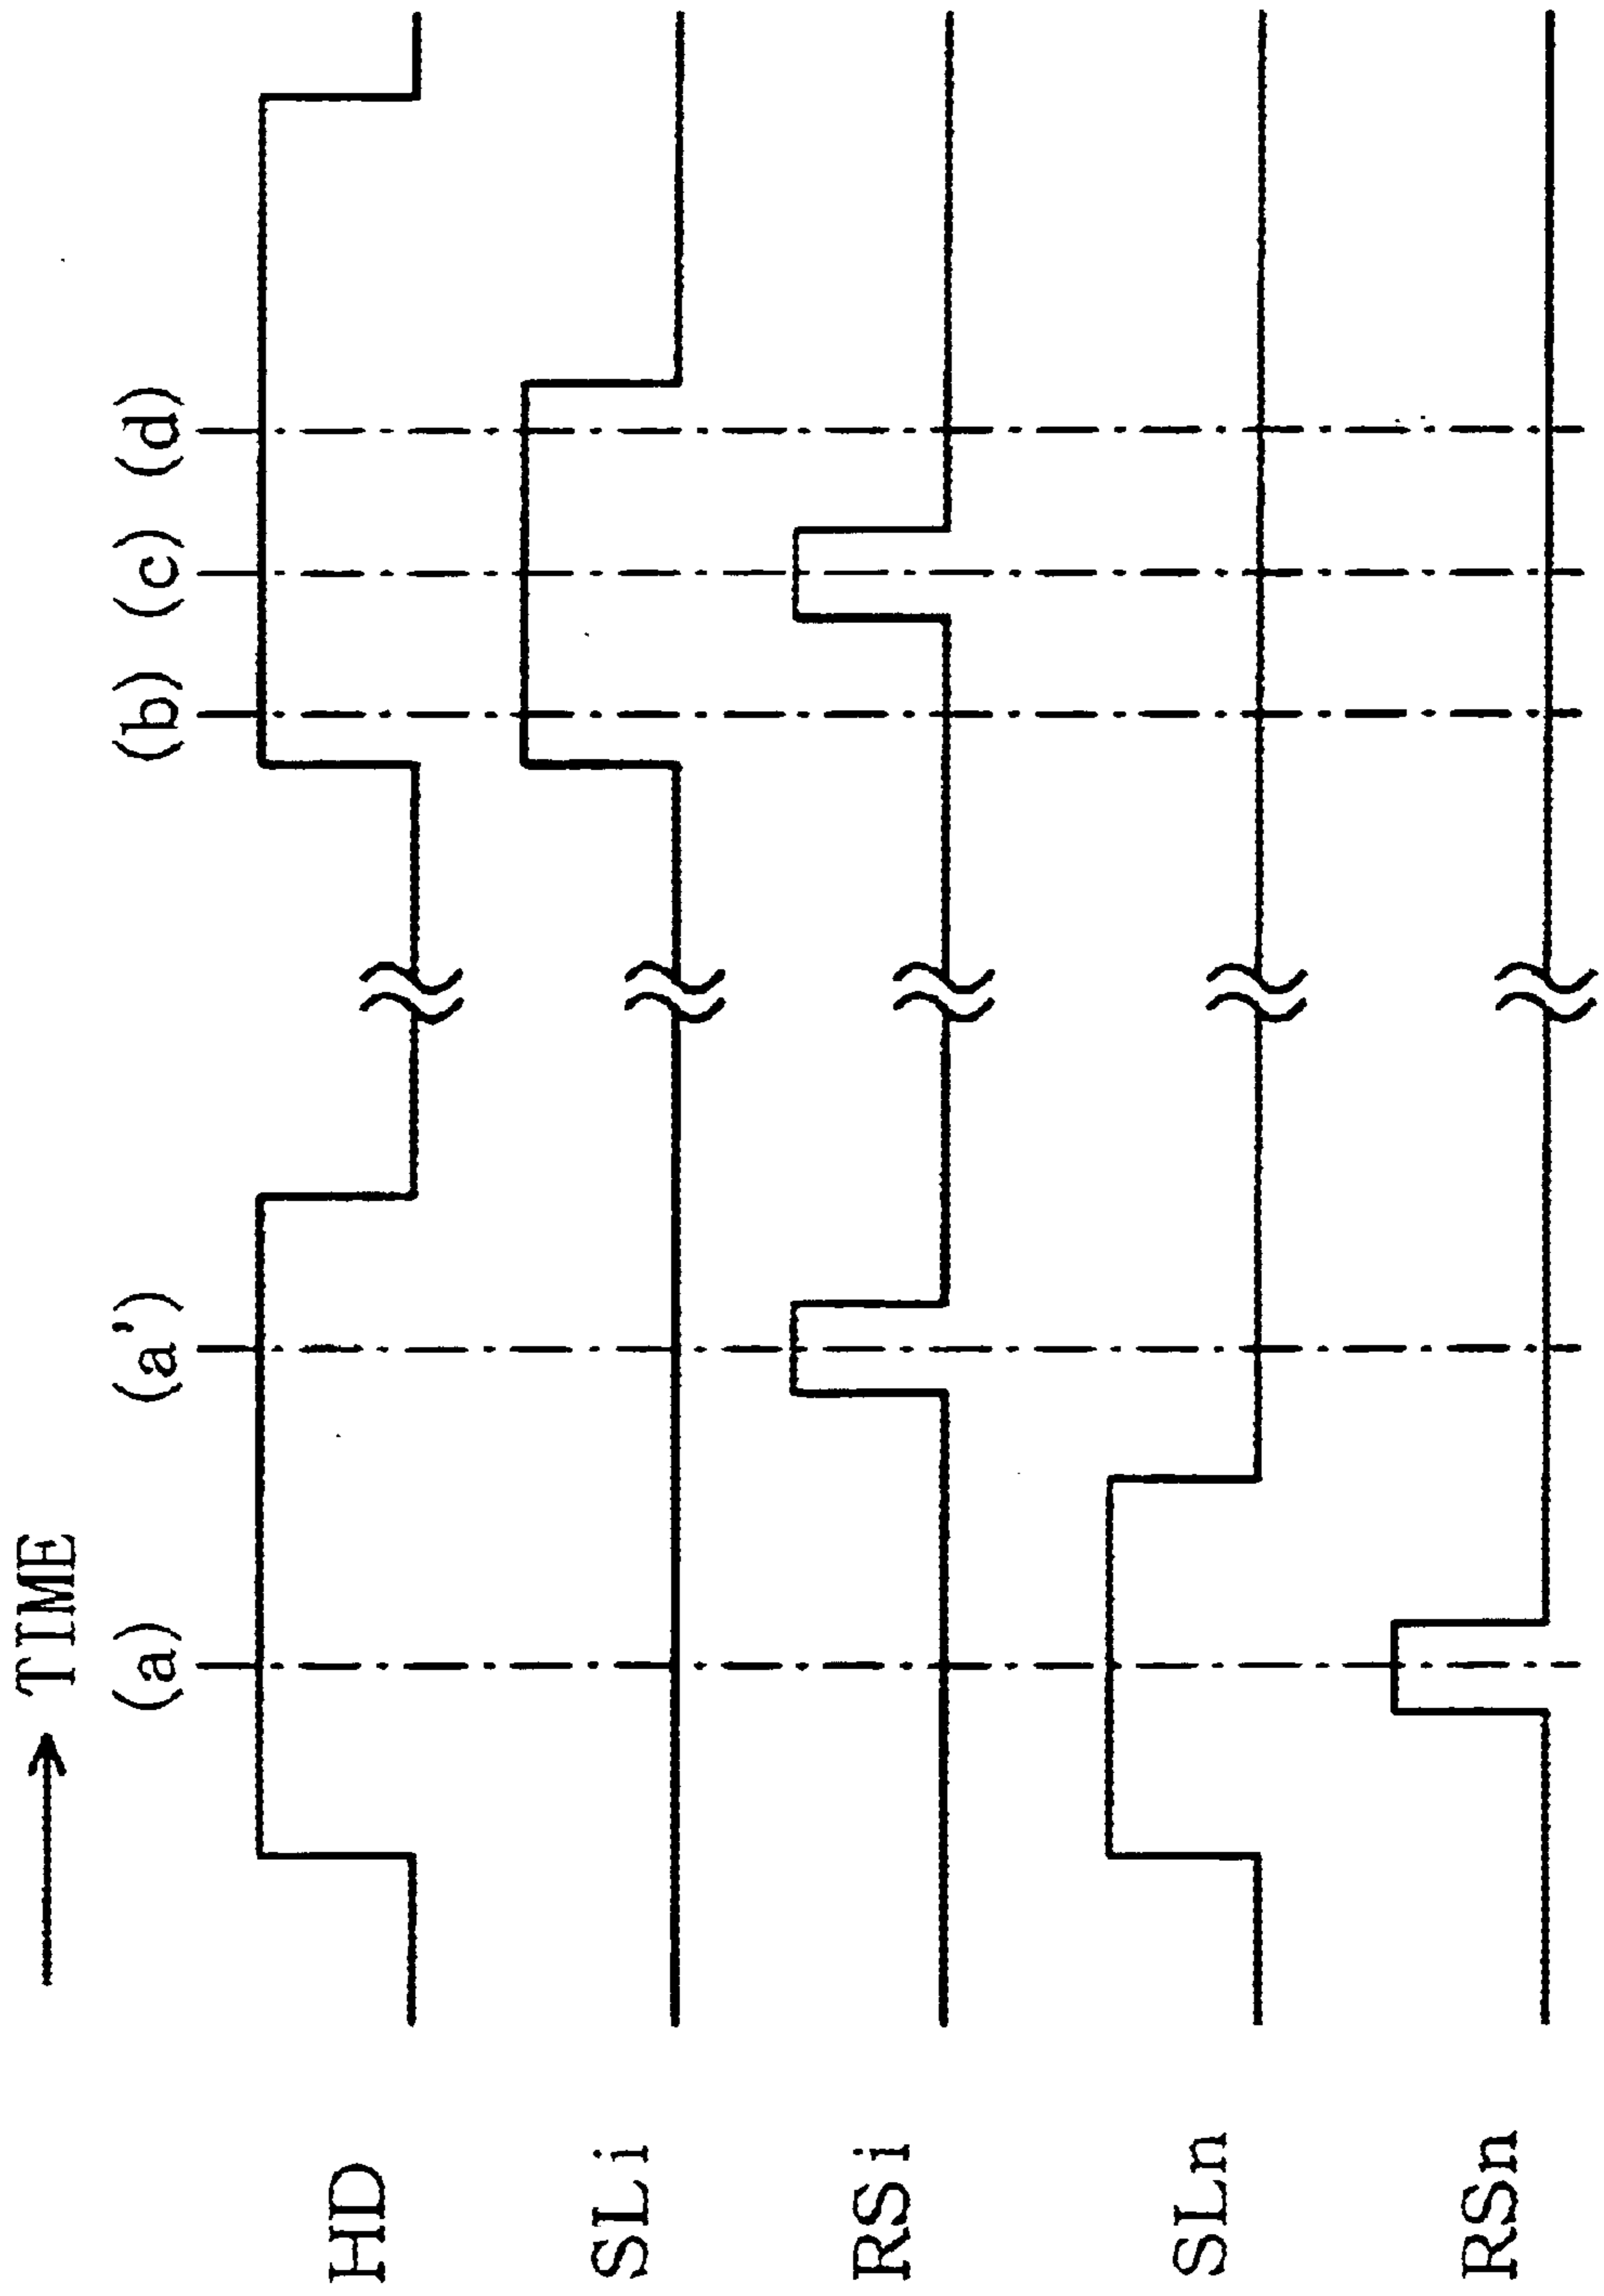 TIME
(a) (a') (b) (c) (d)
HD
SLi
RSi
SLn
RSn